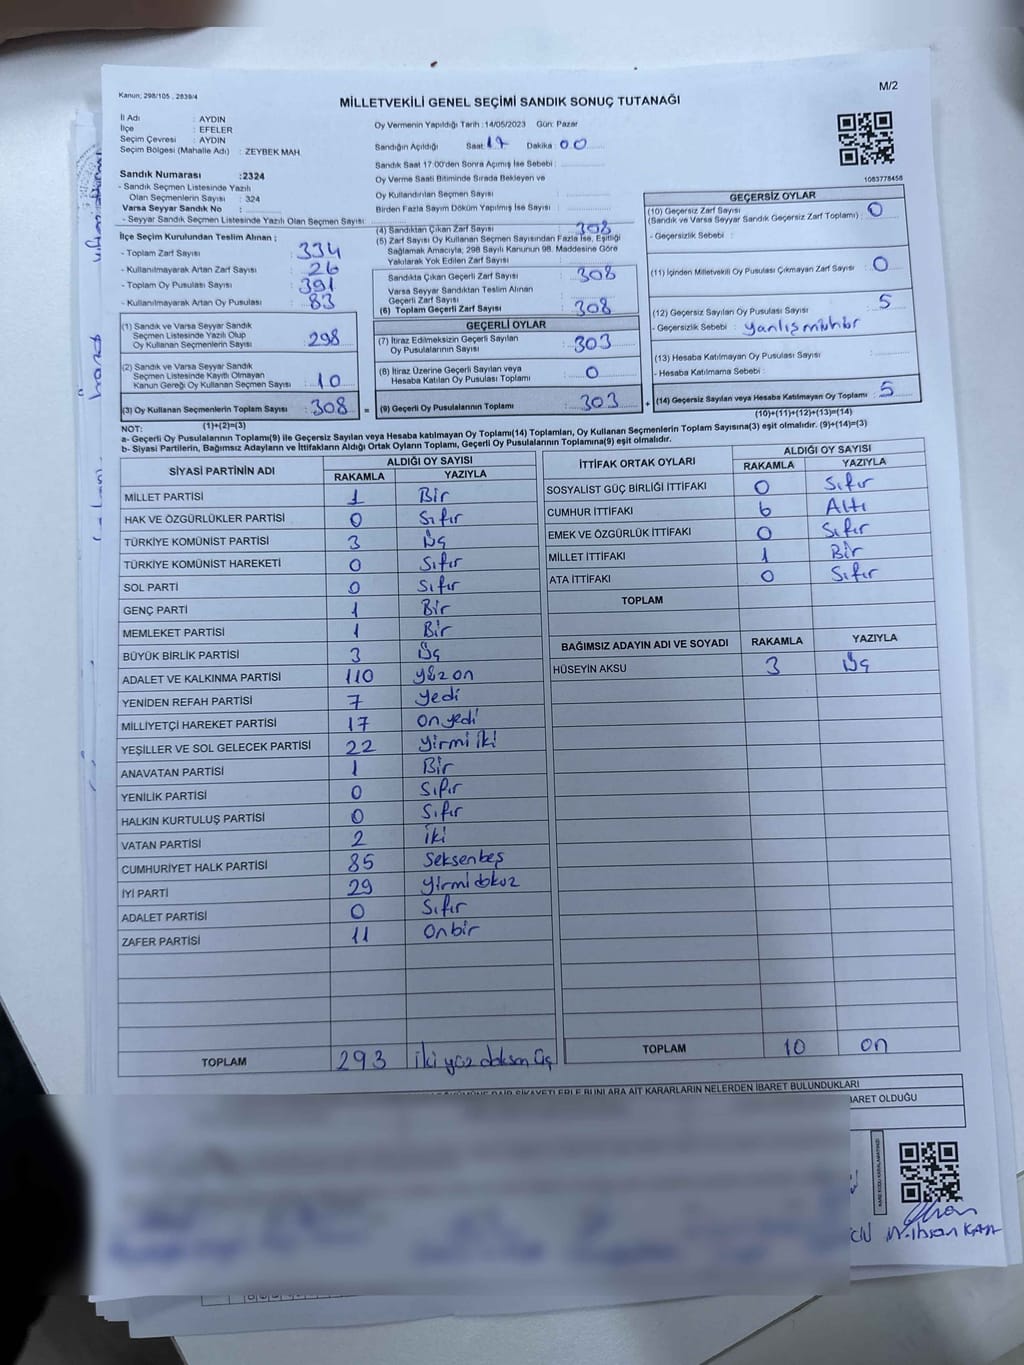 Kanun: 298/105 , 2839/4
M/2
MİLLETVEKİLİ GENEL SEÇİMİ SANDIK SONUÇ TUTANAĞI
İl Adı : AYDIN
İlçe : EFELER
Seçim Çevresi : AYDIN
Seçim Bölgesi (Mahalle Adı) : ZEYBEK MAH.
Sandık Numarası :2324
- Sandık Seçmen Listesinde Yazılı
Olan Seçmenlerin Sayısı : 324
Varsa Seyyar Sandık No :
- Seyyar Sandık Seçmen Listesinde Yazılı Olan Seçmen Sayısı:
Oy Vermenin Yapıldığı Tarih :14/05/2023 Gün: Pazar
Sandığın Açıldığı Saat: 17 Dakika : 00
Sandık Saat 17.00'den Sonra Açımış İse Sebebi :
Oy Verme Saati Bitiminde Sırada Bekleyen ve
Oy Kullandırılan Seçmen Sayısı :
Birden Fazla Sayım Döküm Yapılmış İse Sayısı :
1083778458
İlçe Seçim Kurulundan Teslim Alınan :
- Toplam Zarf Sayısı : 334
- Kullanılmayarak Artan Zarf Sayısı : 26
- Toplam Oy Pusulası Sayısı : 391
- Kullanılmayarak Artan Oy Pusulası : 83
(1) Sandık ve Varsa Seyyar Sandık
Seçmen Listesinde Yazılı Olup
Oy Kullanan Seçmenlerin Sayısı : 298
(2) Sandık ve Varsa Seyyar Sandık
Seçmen Listesinde Kayıtlı Olmayan
Kanun Gereği Oy Kullanan Seçmen Sayısı : 10
(3) Oy Kullanan Seçmenlerin Toplam Sayısı : 308 =
(1)+(2)=(3)
(4) Sandıktan Çıkan Zarf Sayısı : 308
(5) Zarf Sayısı Oy Kullanan Seçmen Sayısından Fazla İse, Eşitliği
Sağlamak Amacıyla, 298 Sayılı Kanunun 98. Maddesine Göre
Yakılarak Yok Edilen Zarf Sayısı :
Sandıkta Çıkan Geçerli Zarf Sayısı : 308
Varsa Seyyar Sandıktan Teslim Alınan
Geçerli Zarf Sayısı :
(6) Toplam Geçerli Zarf Sayısı : 308
GEÇERLİ OYLAR
(7) İtiraz Edilmeksizin Geçerli Sayılan
Oy Pusulalarının Sayısı : 303
(8) İtiraz Üzerine Geçerli Sayılan veya
Hesaba Katılan Oy Pusulası Toplamı : 0
(9) Geçerli Oy Pusulalarının Toplamı : 303 +
GEÇERSİZ OYLAR
(10) Geçersiz Zarf Sayısı
(Sandık ve Varsa Seyyar Sandık Geçersiz Zarf Toplamı) : 0
- Geçersizlik Sebebi :
(11) İçinden Milletvekili Oy Pusulası Çıkmayan Zarf Sayısı : 0
(12) Geçersiz Sayılan Oy Pusulası Sayısı : 5
- Geçersizlik Sebebi : yanlış mühür
(13) Hesaba Katılmayan Oy Pusulası Sayısı :
- Hesaba Katılmama Sebebi :
(14) Geçersiz Sayılan veya Hesaba Katılmayan Oy Toplamı : 5
(10)+(11)+(12)+(13)=(14)
NOT:
a- Geçerli Oy Pusulalarının Toplamı(9) ile Geçersiz Sayılan veya Hesaba katılmayan Oy Toplamı(14) Toplamları, Oy Kullanan Seçmenlerin Toplam Sayısına(3) eşit olmalıdır. (9)+(14)=(3)
b- Siyasi Partilerin, Bağımsız Adayların ve İttifakların Aldığı Ortak Oyların Toplamı, Geçerli Oy Pusulalarının Toplamına(9) eşit olmalıdır.
SİYASİ PARTİNİN ADI ALDIĞI OY SAYISI
RAKAMLA YAZIYLA
MİLLET PARTİSİ 1 Bir
HAK VE ÖZGÜRLÜKLER PARTİSİ 0 Sıfır
TÜRKİYE KOMÜNİST PARTİSİ 3 Üç
TÜRKİYE KOMÜNİST HAREKETİ 0 Sıfır
SOL PARTİ 0 Sıfır
GENÇ PARTİ 1 Bir
MEMLEKET PARTİSİ 1 Bir
BÜYÜK BİRLİK PARTİSİ 3 Üç
ADALET VE KALKINMA PARTİSİ 110 yüz on
YENİDEN REFAH PARTİSİ 7 yedi
MİLLİYETÇİ HAREKET PARTİSİ 17 on yedi
YEŞİLLER VE SOL GELECEK PARTİSİ 22 yirmi iki
ANAVATAN PARTİSİ 1 Bir
YENİLİK PARTİSİ 0 Sıfır
HALKIN KURTULUŞ PARTİSİ 0 Sıfır
VATAN PARTİSİ 2 iki
CUMHURİYET HALK PARTİSİ 85 Seksenbeş
İYİ PARTİ 29 yirmi dokuz
ADALET PARTİSİ 0 Sıfır
ZAFER PARTİSİ 11 Onbir
TOPLAM 293 iki yüz doksan üç
İTTİFAK ORTAK OYLARI ALDIĞI OY SAYISI
RAKAMLA YAZIYLA
SOSYALİST GÜÇ BİRLİĞİ İTTİFAKI 0 Sıfır
CUMHUR İTTİFAKI 6 Altı
EMEK VE ÖZGÜRLÜK İTTİFAKI 0 Sıfır
MİLLET İTTİFAKI 1 Bir
ATA İTTİFAKI 0 Sıfır
TOPLAM
BAĞIMSIZ ADAYIN ADI VE SOYADI RAKAMLA YAZIYLA
HÜSEYİN AKSU 3 Üç
TOPLAM 10 on
ŞİKAYETLERLE BUNLARA AİT KARARLARIN NELERDEN İBARET BULUNDUKLARI
İBARET OLDUĞU